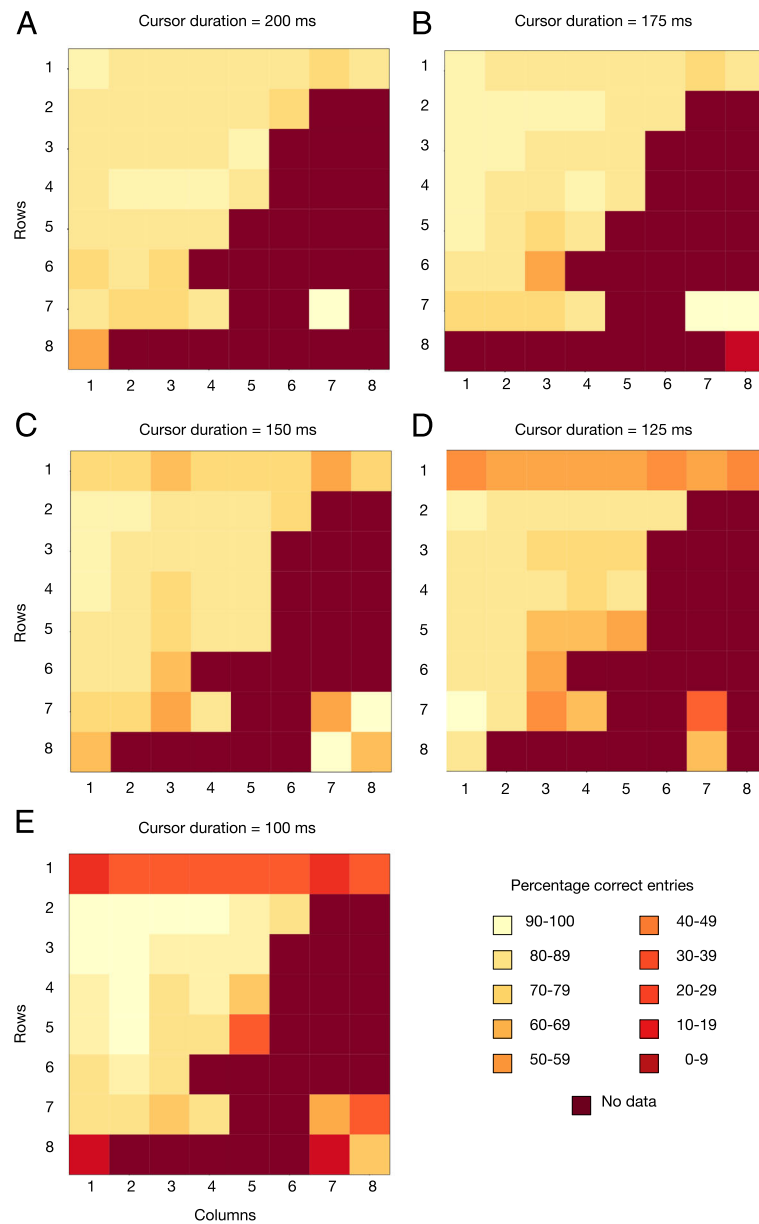 A
Cursor duration = 200 ms
Rows
1
2
3
4
5
6
7
8
1 2 3 4 5 6 7 8
B
Cursor duration = 175 ms
1
2
3
4
5
6
7
8
1 2 3 4 5 6 7 8
C
Cursor duration = 150 ms
Rows
1
2
3
4
5
6
7
8
1 2 3 4 5 6 7 8
D
Cursor duration = 125 ms
1
2
3
4
5
6
7
8
1 2 3 4 5 6 7 8
E
Cursor duration = 100 ms
Rows
1
2
3
4
5
6
7
8
1 2 3 4 5 6 7 8
Columns
Percentage correct entries
90-100 40-49
80-89 30-39
70-79 20-29
60-69 10-19
50-59 0-9
No data